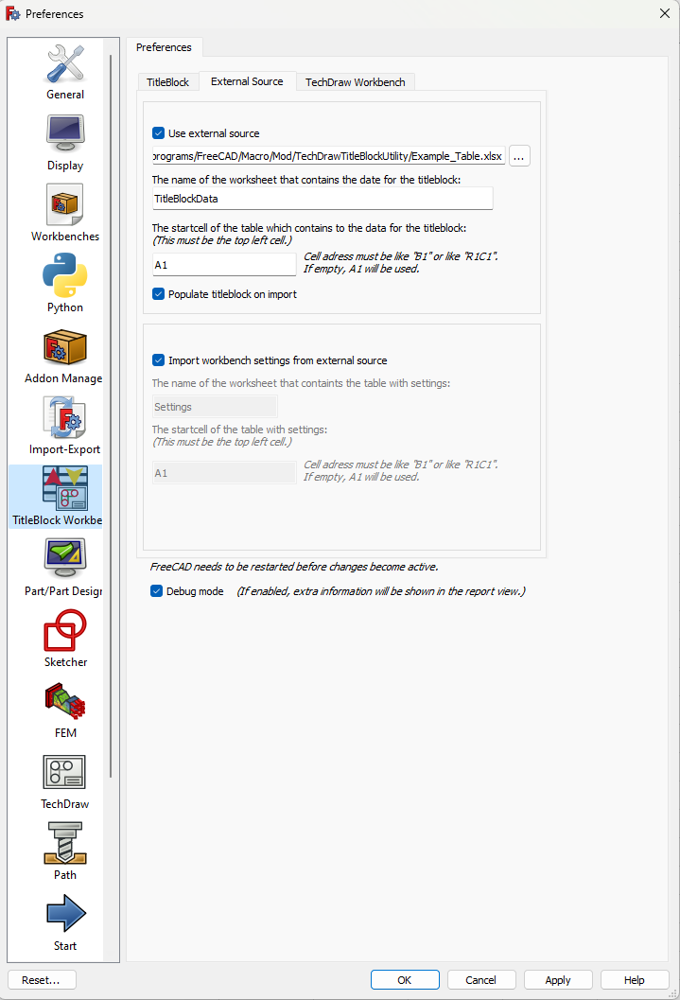 Preferences
General
Display
Workbenches
Python
Addon Manage
Import-Export
TitleBlock Workbe
Part/Part Desigr
Sketcher
FEM
TechDraw
Path
Start
Preferences
TitleBlock
External Source
TechDraw Workbench
Use external source
programs/FreeCAD/Macro/Mod/TechDrawTitleBlockUtility/Example_Table.xlsx
...
The name of the worksheet that contains the date for the titleblock:
TitleBlockData
The startcell of the table which contains to the data for the titleblock:
(This must be the top left cell.)
A1
Cell adress must be like "B1" or like "R1C1".
If empty, A1 will be used.
Populate titleblock on import
Import workbench settings from external source
The name of the worksheet that containts the table with settings:
Settings
The startcell of the table with settings:
(This must be the top left cell.)
A1
Cell adress must be like "B1" or like "R1C1".
If empty, A1 will be used.
FreeCAD needs to be restarted before changes become active.
Debug mode (If enabled, extra information will be shown in the report view.)
Reset...
OK
Cancel
Apply
Help